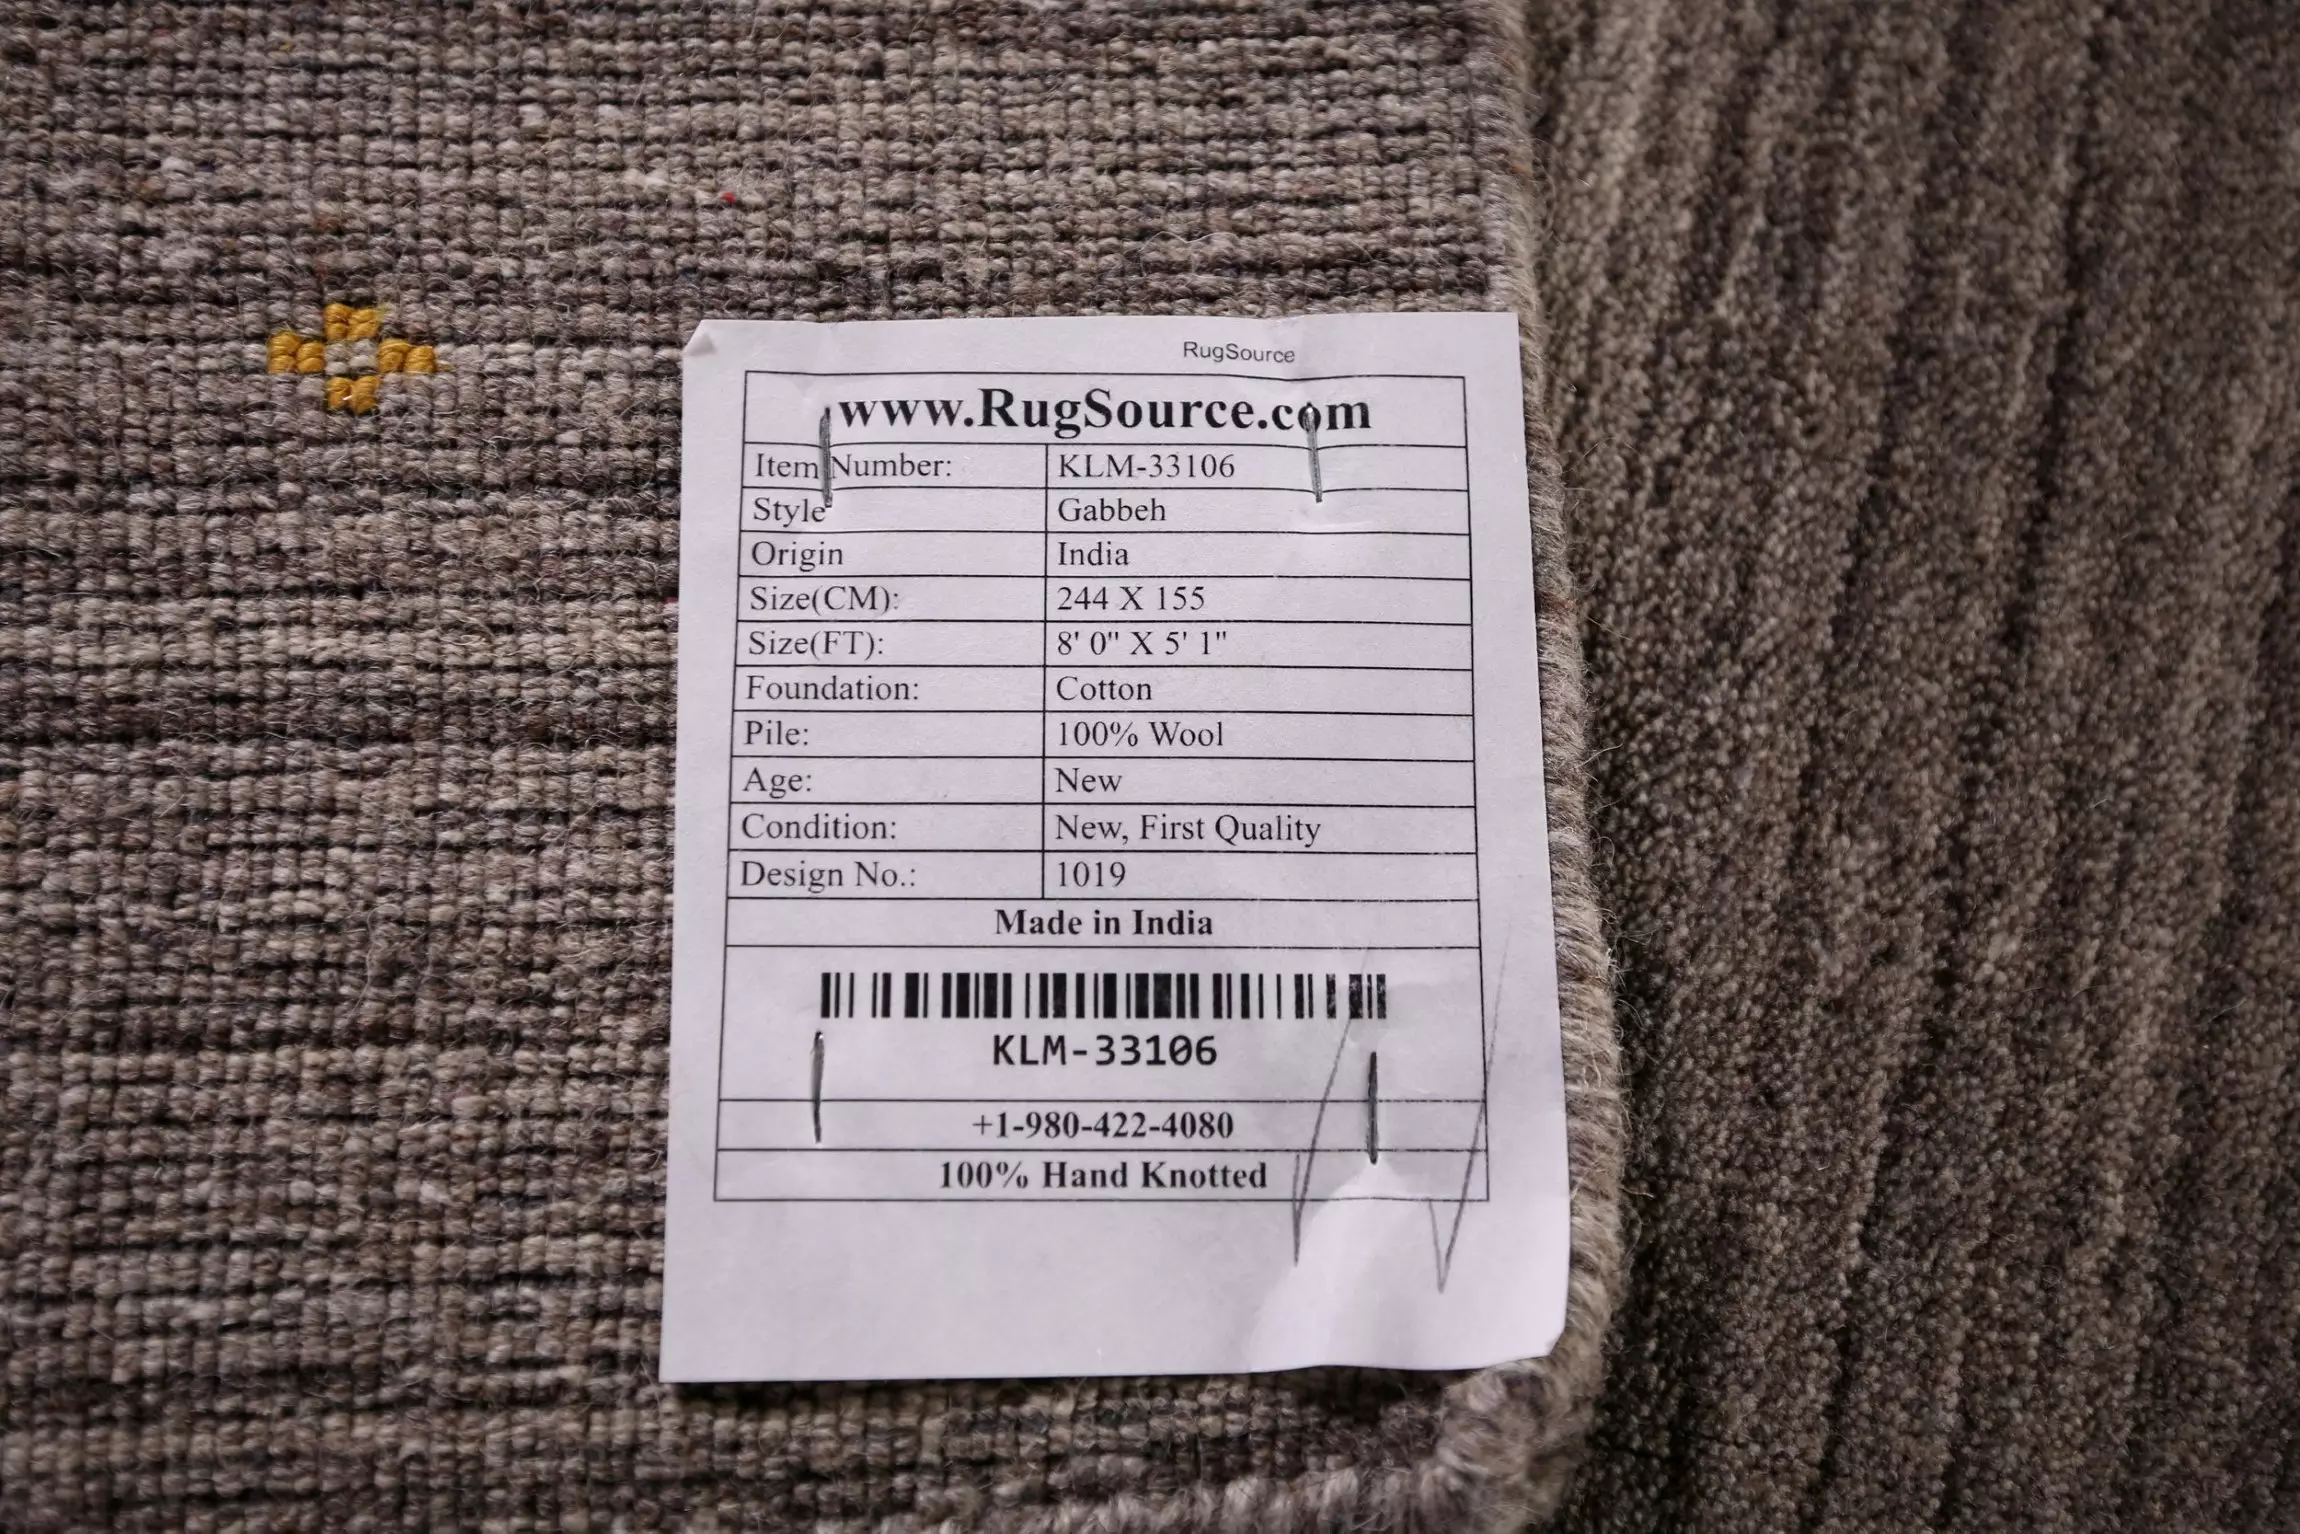 RugSource
www.RugSource.com
Item Number: KLM-33106
Style Gabbeh
Origin India
Size(CM): 244 X 155
Size(FT): 8' 0" X 5' 1"
Foundation: Cotton
Pile: 100% Wool
Age: New
Condition: New, First Quality
Design No.: 1019
Made in India
KLM-33106
+1-980-422-4080
100% Hand Knotted